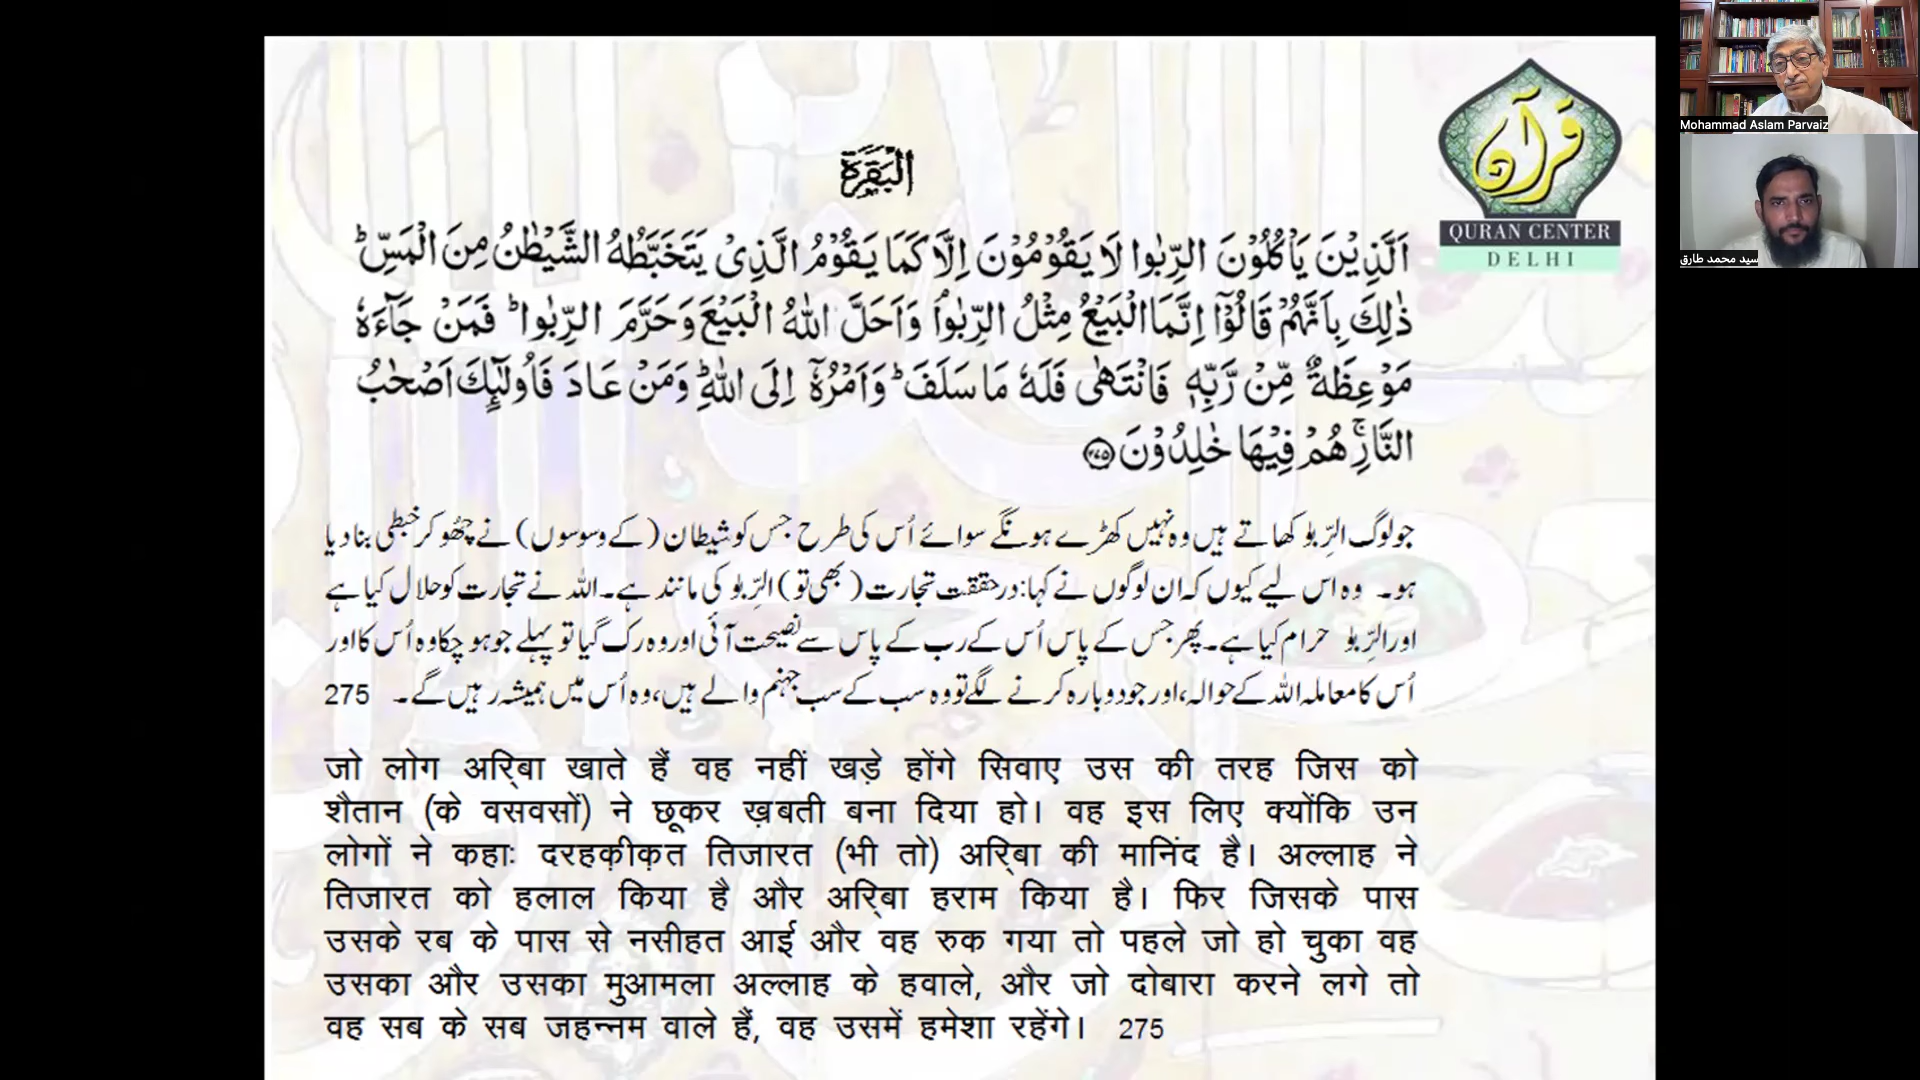 البقرة
اَلَّذِيْنَ يَاْكُلُوْنَ الرِّبٰوا لَا يَقُوْمُوْنَ اِلَّا كَمَا يَقُوْمُ الَّذِيْ يَتَخَبَّطُهُ الشَّيْطٰنُ مِنَ الْمَسِّ ؕ
ذٰلِكَ بِاَنَّهُمْ قَالُوْۤا اِنَّمَا الْبَيْعُ مِثْلُ الرِّبٰوا ۘ وَاَحَلَّ اللّٰهُ الْبَيْعَ وَحَرَّمَ الرِّبٰوا ؕ فَمَنْ جَآءَهٗ
مَوْعِظَةٌ مِّنْ رَّبِّهٖ فَانْتَهٰى فَلَهٗ مَا سَلَفَ ؕ وَاَمْرُهٗۤ اِلَى اللّٰهِ ؕ وَمَنْ عَادَ فَاُولٰٓئِكَ اَصْحٰبُ
النَّارِ ۚ هُمْ فِيْهَا خٰلِدُوْنَ ﴿۲۷۵﴾
جو لوگ الرِّبٰو کھاتے ہیں وہ نہیں کھڑے ہونگے سوائے اُس کی طرح جس کو شیطان (کے وسوسوں) نے چھو کر خبطی بنا دیا
ہو۔ وہ اس لیے کیوں کہ ان لوگوں نے کہا: درحقیقت تجارت (بھی تو) الرِّبٰو کی مانند ہے۔ اللہ نے تجارت کو حلال کیا ہے
اور الرِّبٰو حرام کیا ہے۔ پھر جس کے پاس اُس کے رب کے پاس سے نصیحت آئی اور وہ رک گیا تو پہلے جو ہو چکا وہ اُس کا اور
اُس کا معاملہ اللہ کے حوالہ، اور جو دوبارہ کرنے لگے تو وہ سب کے سب جہنم والے ہیں، وہ اُس میں ہمیشہ رہیں گے۔ 275
जो लोग अर्रिबा खाते हैं वह नहीं खड़े होंगे सिवाए उस की तरह जिस को
शैतान (के वसवसों) ने छूकर ख़बती बना दिया हो। वह इस लिए क्योंकि उन
लोगों ने कहाः दरहक़ीक़त तिजारत (भी तो) अर्रिबा की मानिंद है। अल्लाह ने
तिजारत को हलाल किया है और अर्रिबा हराम किया है। फिर जिसके पास
उसके रब के पास से नसीहत आई और वह रुक गया तो पहले जो हो चुका वह
उसका और उसका मुआमला अल्लाह के हवाले, और जो दोबारा करने लगे तो
वह सब के सब जहन्नम वाले हैं, वह उसमें हमेशा रहेंगे। 275
قرآن
QURAN CENTER
DELHI
Mohammad Aslam Parvaiz
سید محمد طارق